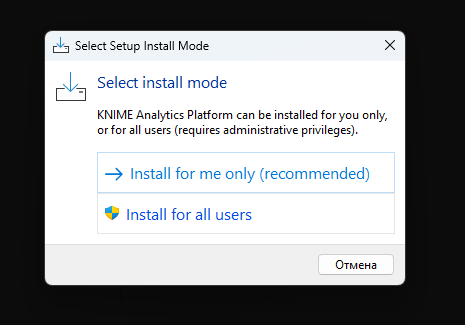 Select Setup Install Mode
Select install mode
KNIME Analytics Platform can be installed for you only,
or for all users (requires administrative privileges).
Install for me only (recommended)
Install for all users
Отмена